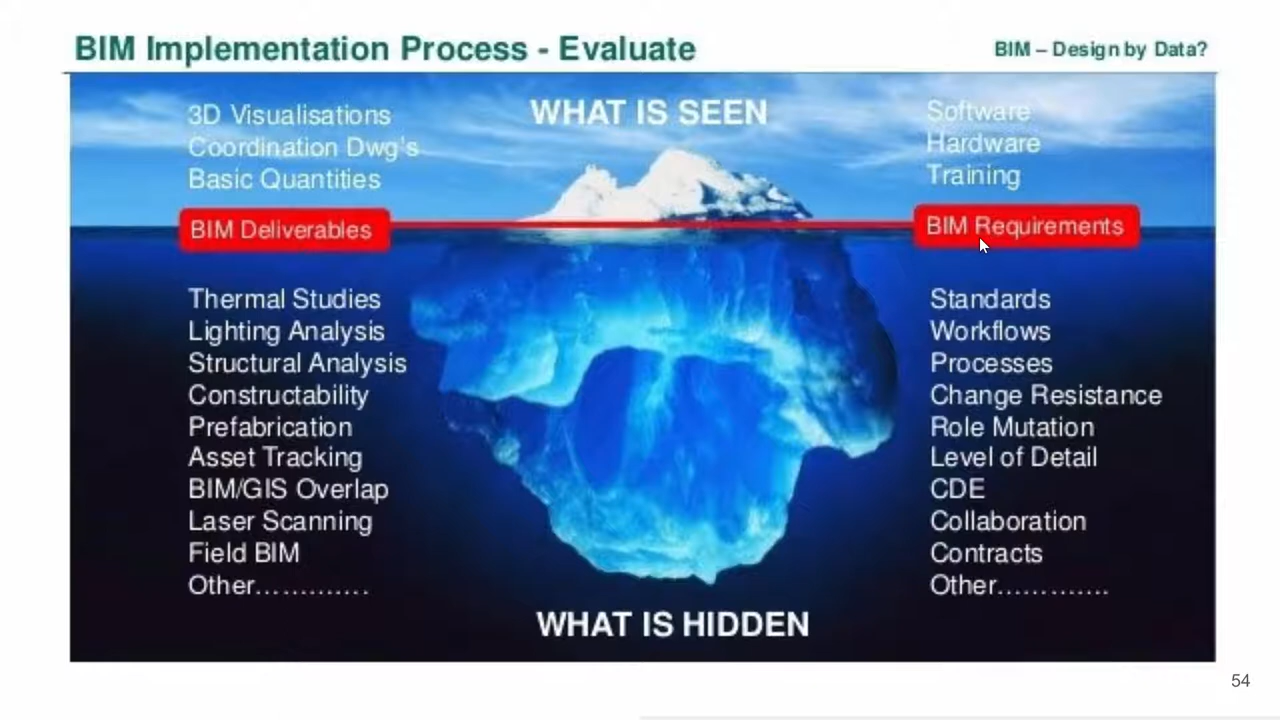 BIM Implementation Process - Evaluate
BIM – Design by Data?
WHAT IS SEEN
3D Visualisations
Coordination Dwg's
Basic Quantities
BIM Deliverables
Software
Hardware
Training
BIM Requirements
Thermal Studies
Lighting Analysis
Structural Analysis
Constructability
Prefabrication
Asset Tracking
BIM/GIS Overlap
Laser Scanning
Field BIM
Other.............
Standards
Workflows
Processes
Change Resistance
Role Mutation
Level of Detail
CDE
Collaboration
Contracts
Other.............
WHAT IS HIDDEN
54